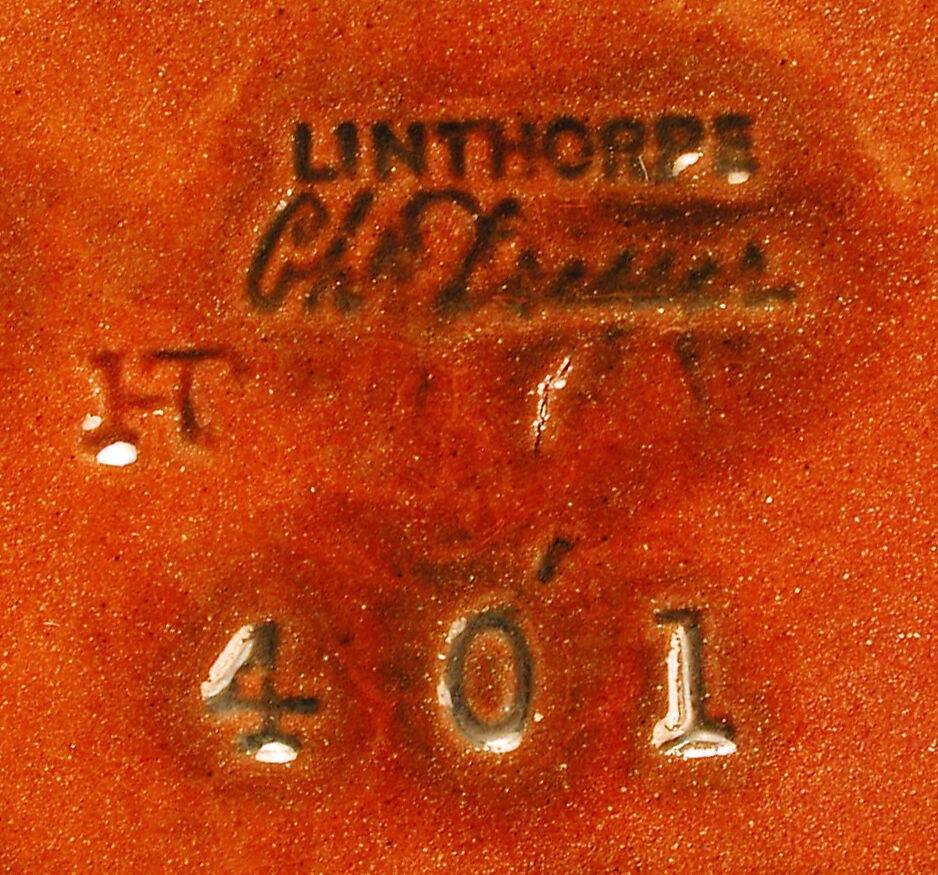 LINTHORPE
Chr Dresser
HT
401